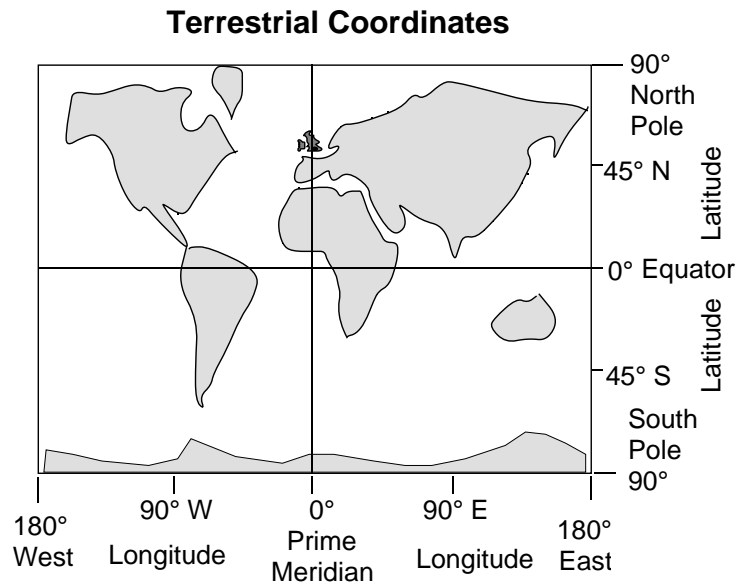 Terrestrial Coordinates
90°
North
Pole
45° N
Latitude
0° Equator
Latitude
45° S
South
Pole
90°
180°
West
90° W
Longitude
0°
Prime
Meridian
90° E
Longitude
180°
East